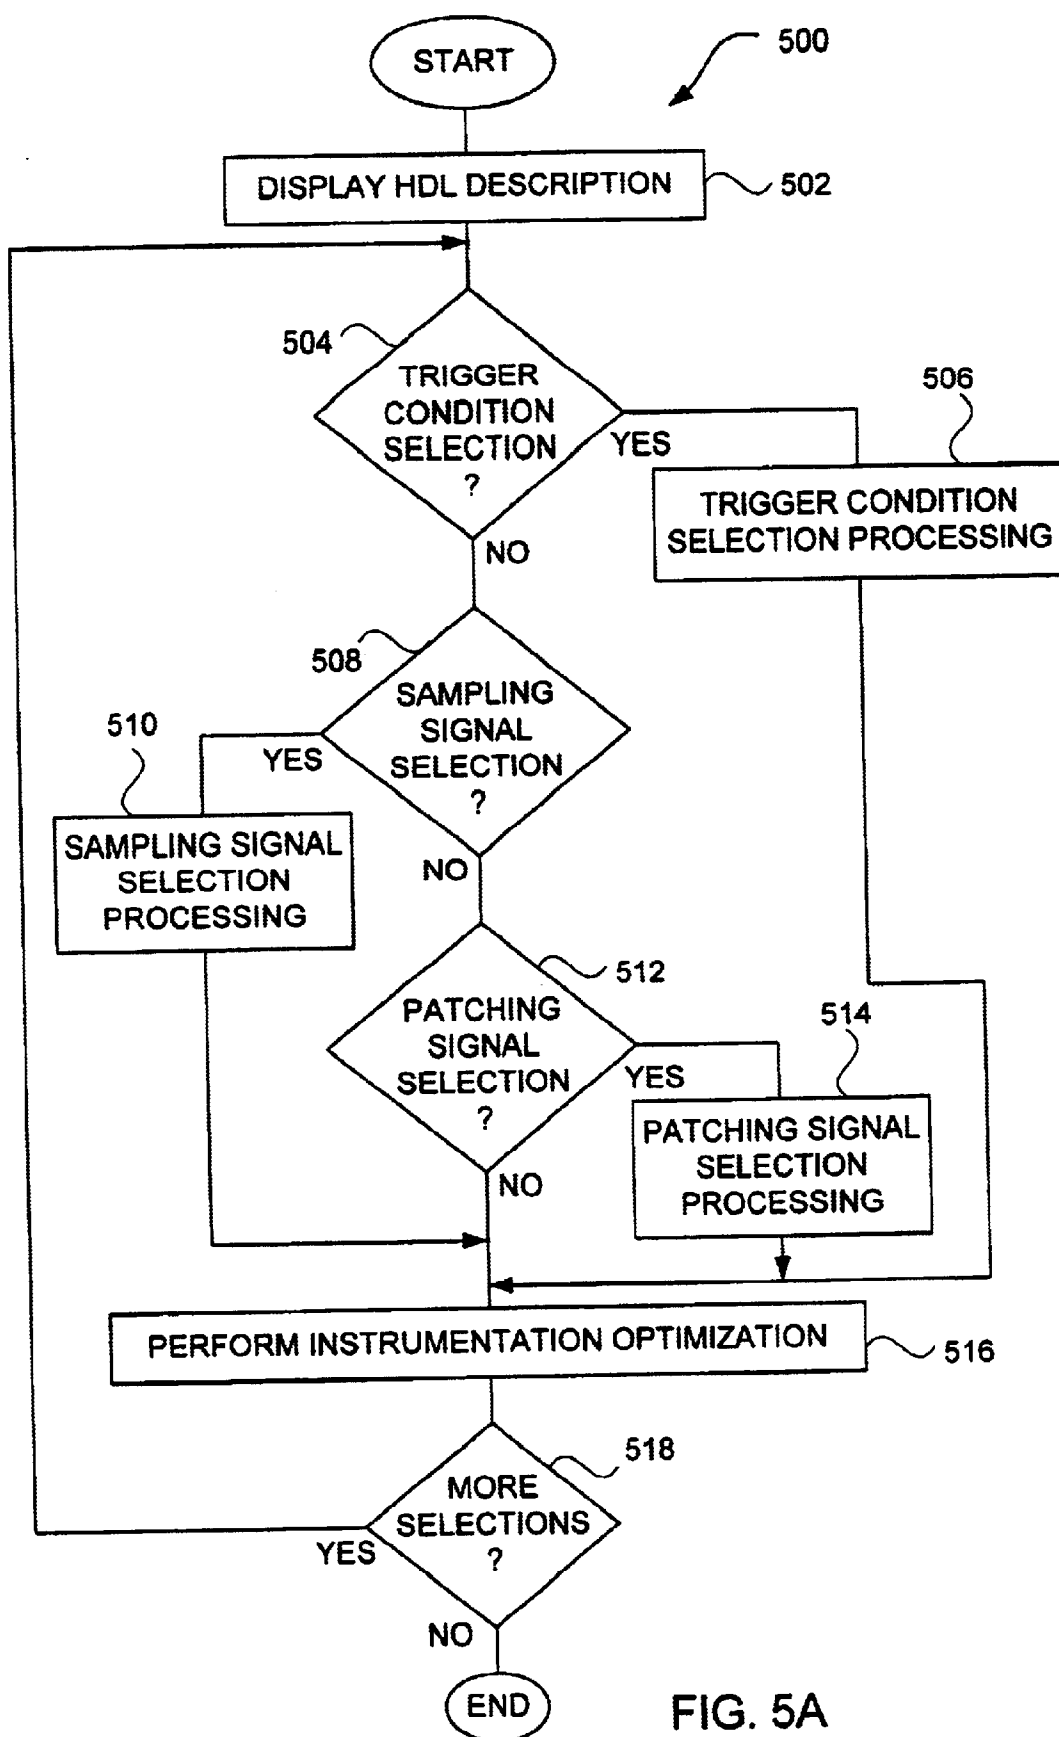 START
500
DISPLAY HDL DESCRIPTION
502
504
TRIGGER
CONDITION
SELECTION
?
YES
NO
506
TRIGGER CONDITION
SELECTION PROCESSING
508
SAMPLING
SIGNAL
SELECTION
?
YES
NO
510
SAMPLING SIGNAL
SELECTION
PROCESSING
512
PATCHING
SIGNAL
SELECTION
?
YES
NO
514
PATCHING SIGNAL
SELECTION
PROCESSING
PERFORM INSTRUMENTATION OPTIMIZATION
516
518
MORE
SELECTIONS
?
YES
NO
END
FIG. 5A